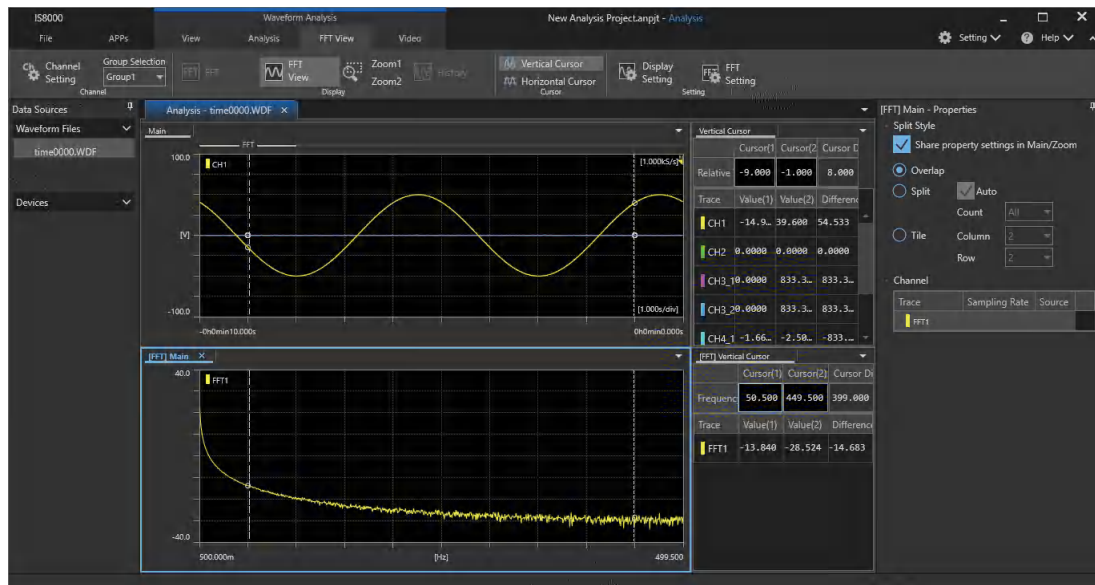 IS8000
Waveform Analysis
New Analysis Project.anpjt - Analysis
File APPs View Analysis FFT View Video
Setting Help
Channel Setting
Group Selection
Group1
Channel
FFT FFT
FFT View
Zoom1
Zoom2
History
Display
Vertical Cursor
Horizontal Cursor
Cursor
Display Setting
FFT Setting
Setting
Data Sources
Waveform Files
time0000.WDF
Devices
Analysis - time0000.WDF
Main
FFT
100.0
CH1
[1.000kS/s]
[V]
-100.0
[1.000s/div]
-0h0min10.000s
0h0min0.000s
Vertical Cursor
Cursor(1 Cursor(2 Cursor D
Relative -9.000 -1.000 8.000
Trace Value(1) Value(2) Differenc
CH1 -14.9... 39.600 54.533
CH2 0.0000 0.0000 0.0000
CH3_1 0.0000 833.3... 833.3...
CH3_2 0.0000 833.3... 833.3...
CH4_1 -1.66... -2.50... -833....
[FFT] Main
40.0
FFT1
-40.0
500.000m
[Hz]
499.500
[FFT] Vertical Cursor
Cursor(1) Cursor(2) Cursor Di
Frequenc 50.500 449.500 399.000
Trace Value(1) Value(2) Difference
FFT1 -13.840 -28.524 -14.683
[FFT] Main - Properties
Split Style
Share property settings in Main/Zoom
Overlap
Split Auto
Count All
Tile Column 2
Row 2
Channel
Trace Sampling Rate Source
FFT1